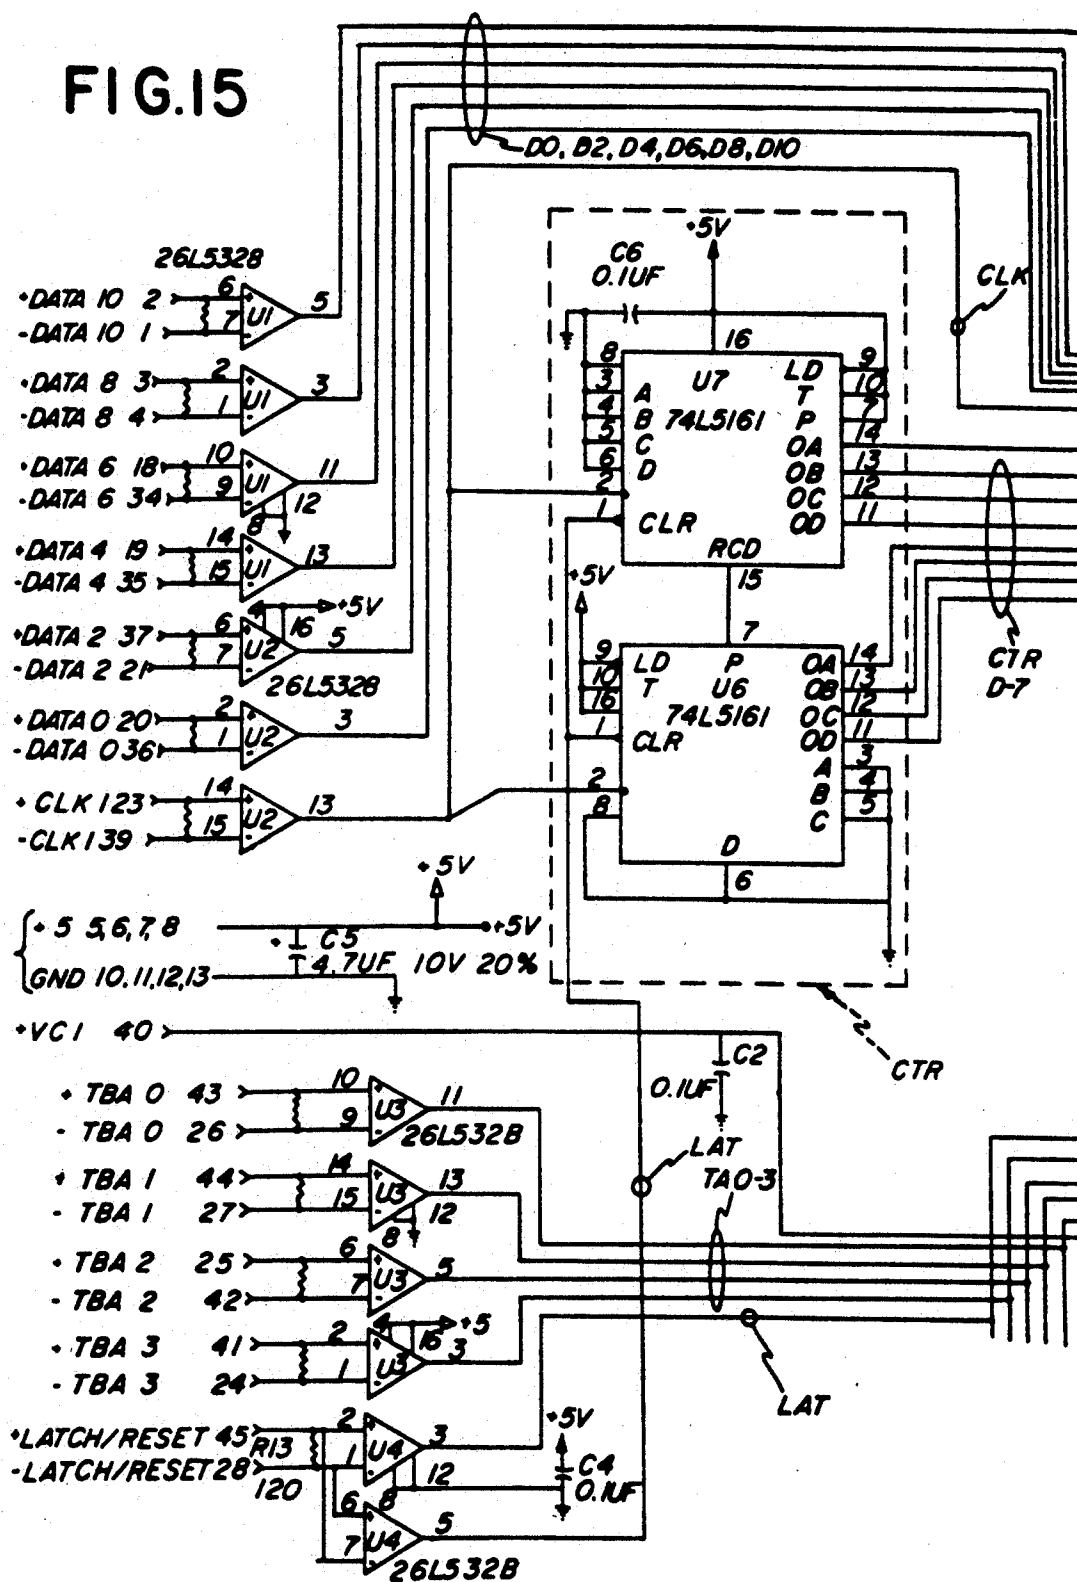 FIG.15
D0, B2, D4, D6, D8, D10
+5V
26L532B
C6
0.1UF
CLK
+DATA 10 2
-DATA 10 1
6
7
U1
5
16
8
3
4
5
6
2
1
A
B
C
D
CLR
U7
74L5161
LD
T
P
OA
OB
OC
OD
RCD
9
10
7
14
13
12
11
+DATA 8 3
-DATA 8 4
2
1
U1
3
+DATA 6 18
-DATA 6 34
10
9
U1
11
8
12
+DATA 4 19
-DATA 4 35
14
15
U1
13
15
+5V
4
16
+5V
+DATA 2 37
-DATA 2 21
6
7
U2
5
26L532B
7
9
10
16
1
LD
T
CLR
P
U6
74L5161
OA
OB
OC
OD
14
13
12
11
CTR
D-7
+DATA 0 20
-DATA 0 36
2
1
U2
3
+CLK 1 23
-CLK 1 39
14
15
U2
13
2
8
A
B
C
3
4
5
D
6
+5V
+5 5,6,7,8
+5V
+ C5
4.7UF 10V 20%
GND 10,11,12,13
+VC1 40
C2
0.1UF
CTR
+ TBA 0 43
- TBA 0 26
10
9
U3
11
26L532B
LAT
TA0-3
+ TBA 1 44
- TBA 1 27
14
15
U3
13
12
8
+ TBA 2 25
- TBA 2 42
6
7
U3
5
4
16
+5
+ TBA 3 41
- TBA 3 24
2
1
U3
3
LAT
+LATCH/RESET 45
-LATCH/RESET 28
R13
120
2
1
U4
3
12
8
+5V
C4
0.1UF
6
7
U4
5
26L532B